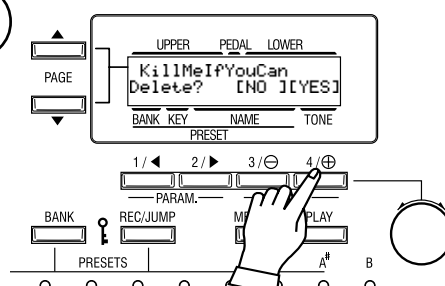 UPPER PEDAL LOWER
KillMeIfYouCan
PAGE
Delete? [NO ][YES]
BANK KEY NAME TONE
PRESET
1/◀ 2/▶ 3/⊖ 4/⊕
PARAM.
BANK REC/JUMP PLAY
PRESETS A# B